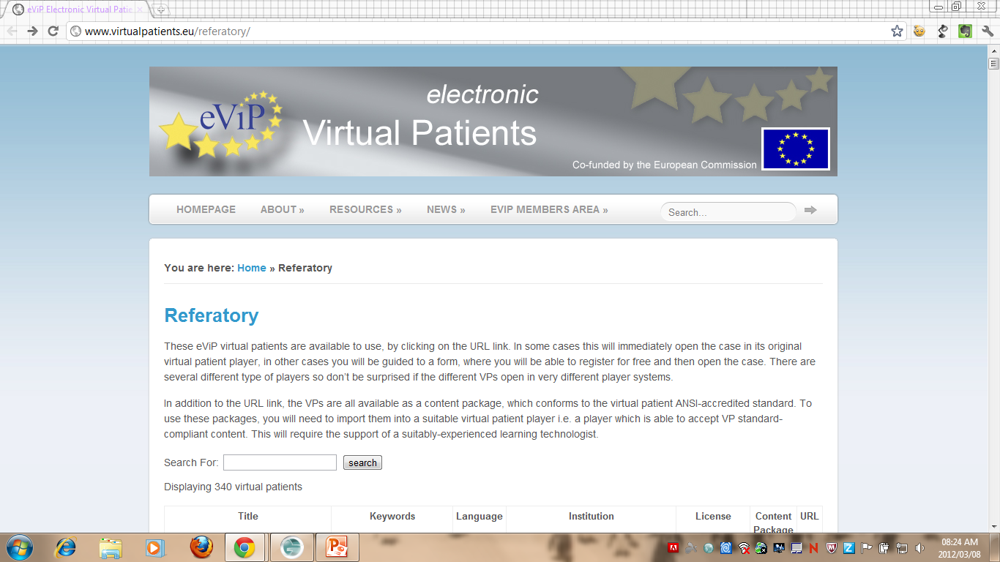 eViP Electronic Virtual Patie
www.virtualpatients.eu/referatory/
eViP
electronic
Virtual Patients
Co-funded by the European Commission
HOMEPAGE ABOUT » RESOURCES » NEWS » EVIP MEMBERS AREA » Search...
You are here: Home » Referatory
Referatory
These eViP virtual patients are available to use, by clicking on the URL link. In some cases this will immediately open the case in its original
virtual patient player, in other cases you will be guided to a form, where you will be able to register for free and then open the case. There are
several different type of players so don't be surprised if the different VPs open in very different player systems.
In addition to the URL link, the VPs are all available as a content package, which conforms to the virtual patient ANSI-accredited standard. To
use these packages, you will need to import them into a suitable virtual patient player i.e. a player which is able to accept VP standard-
compliant content. This will require the support of a suitably-experienced learning technologist.
Search For: search
Displaying 340 virtual patients
Title Keywords Language Institution License Content URL
Package
08:24 AM
2012/03/08